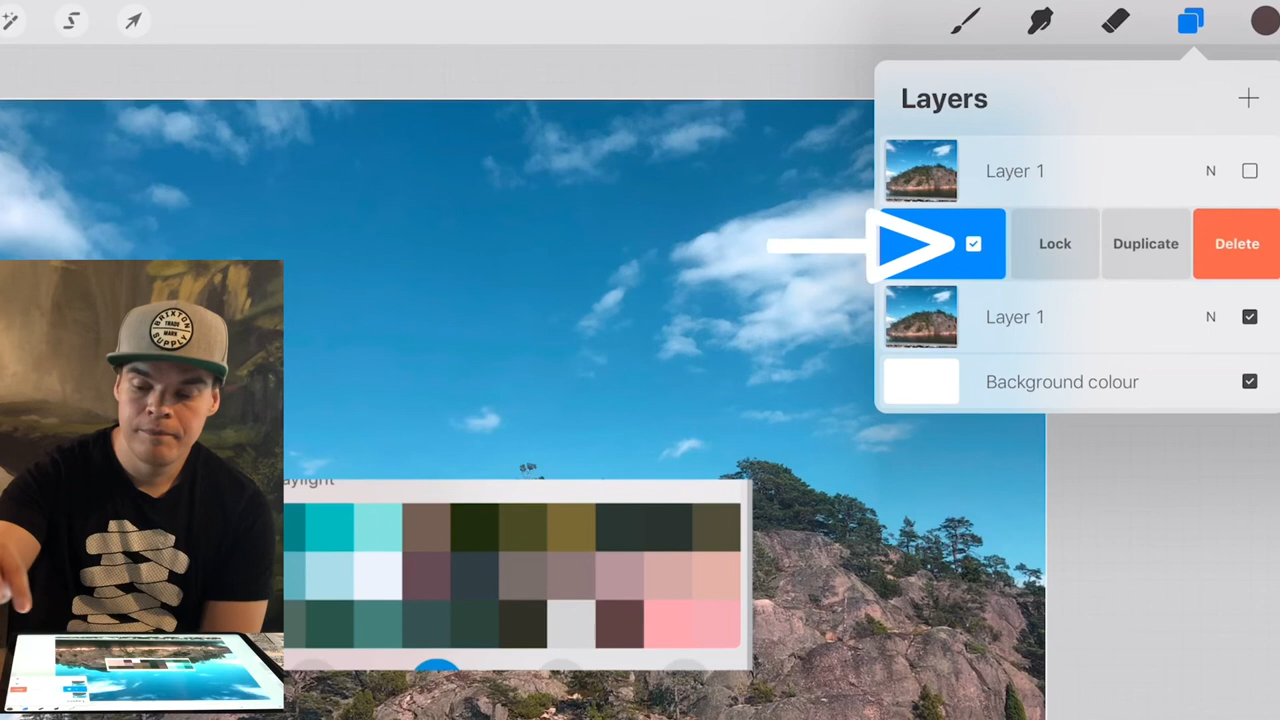 Layers
Layer 1 N
Lock Duplicate Delete
Layer 1 N
Background colour
BRIXTON
TRADE
MARK
SUPPLY